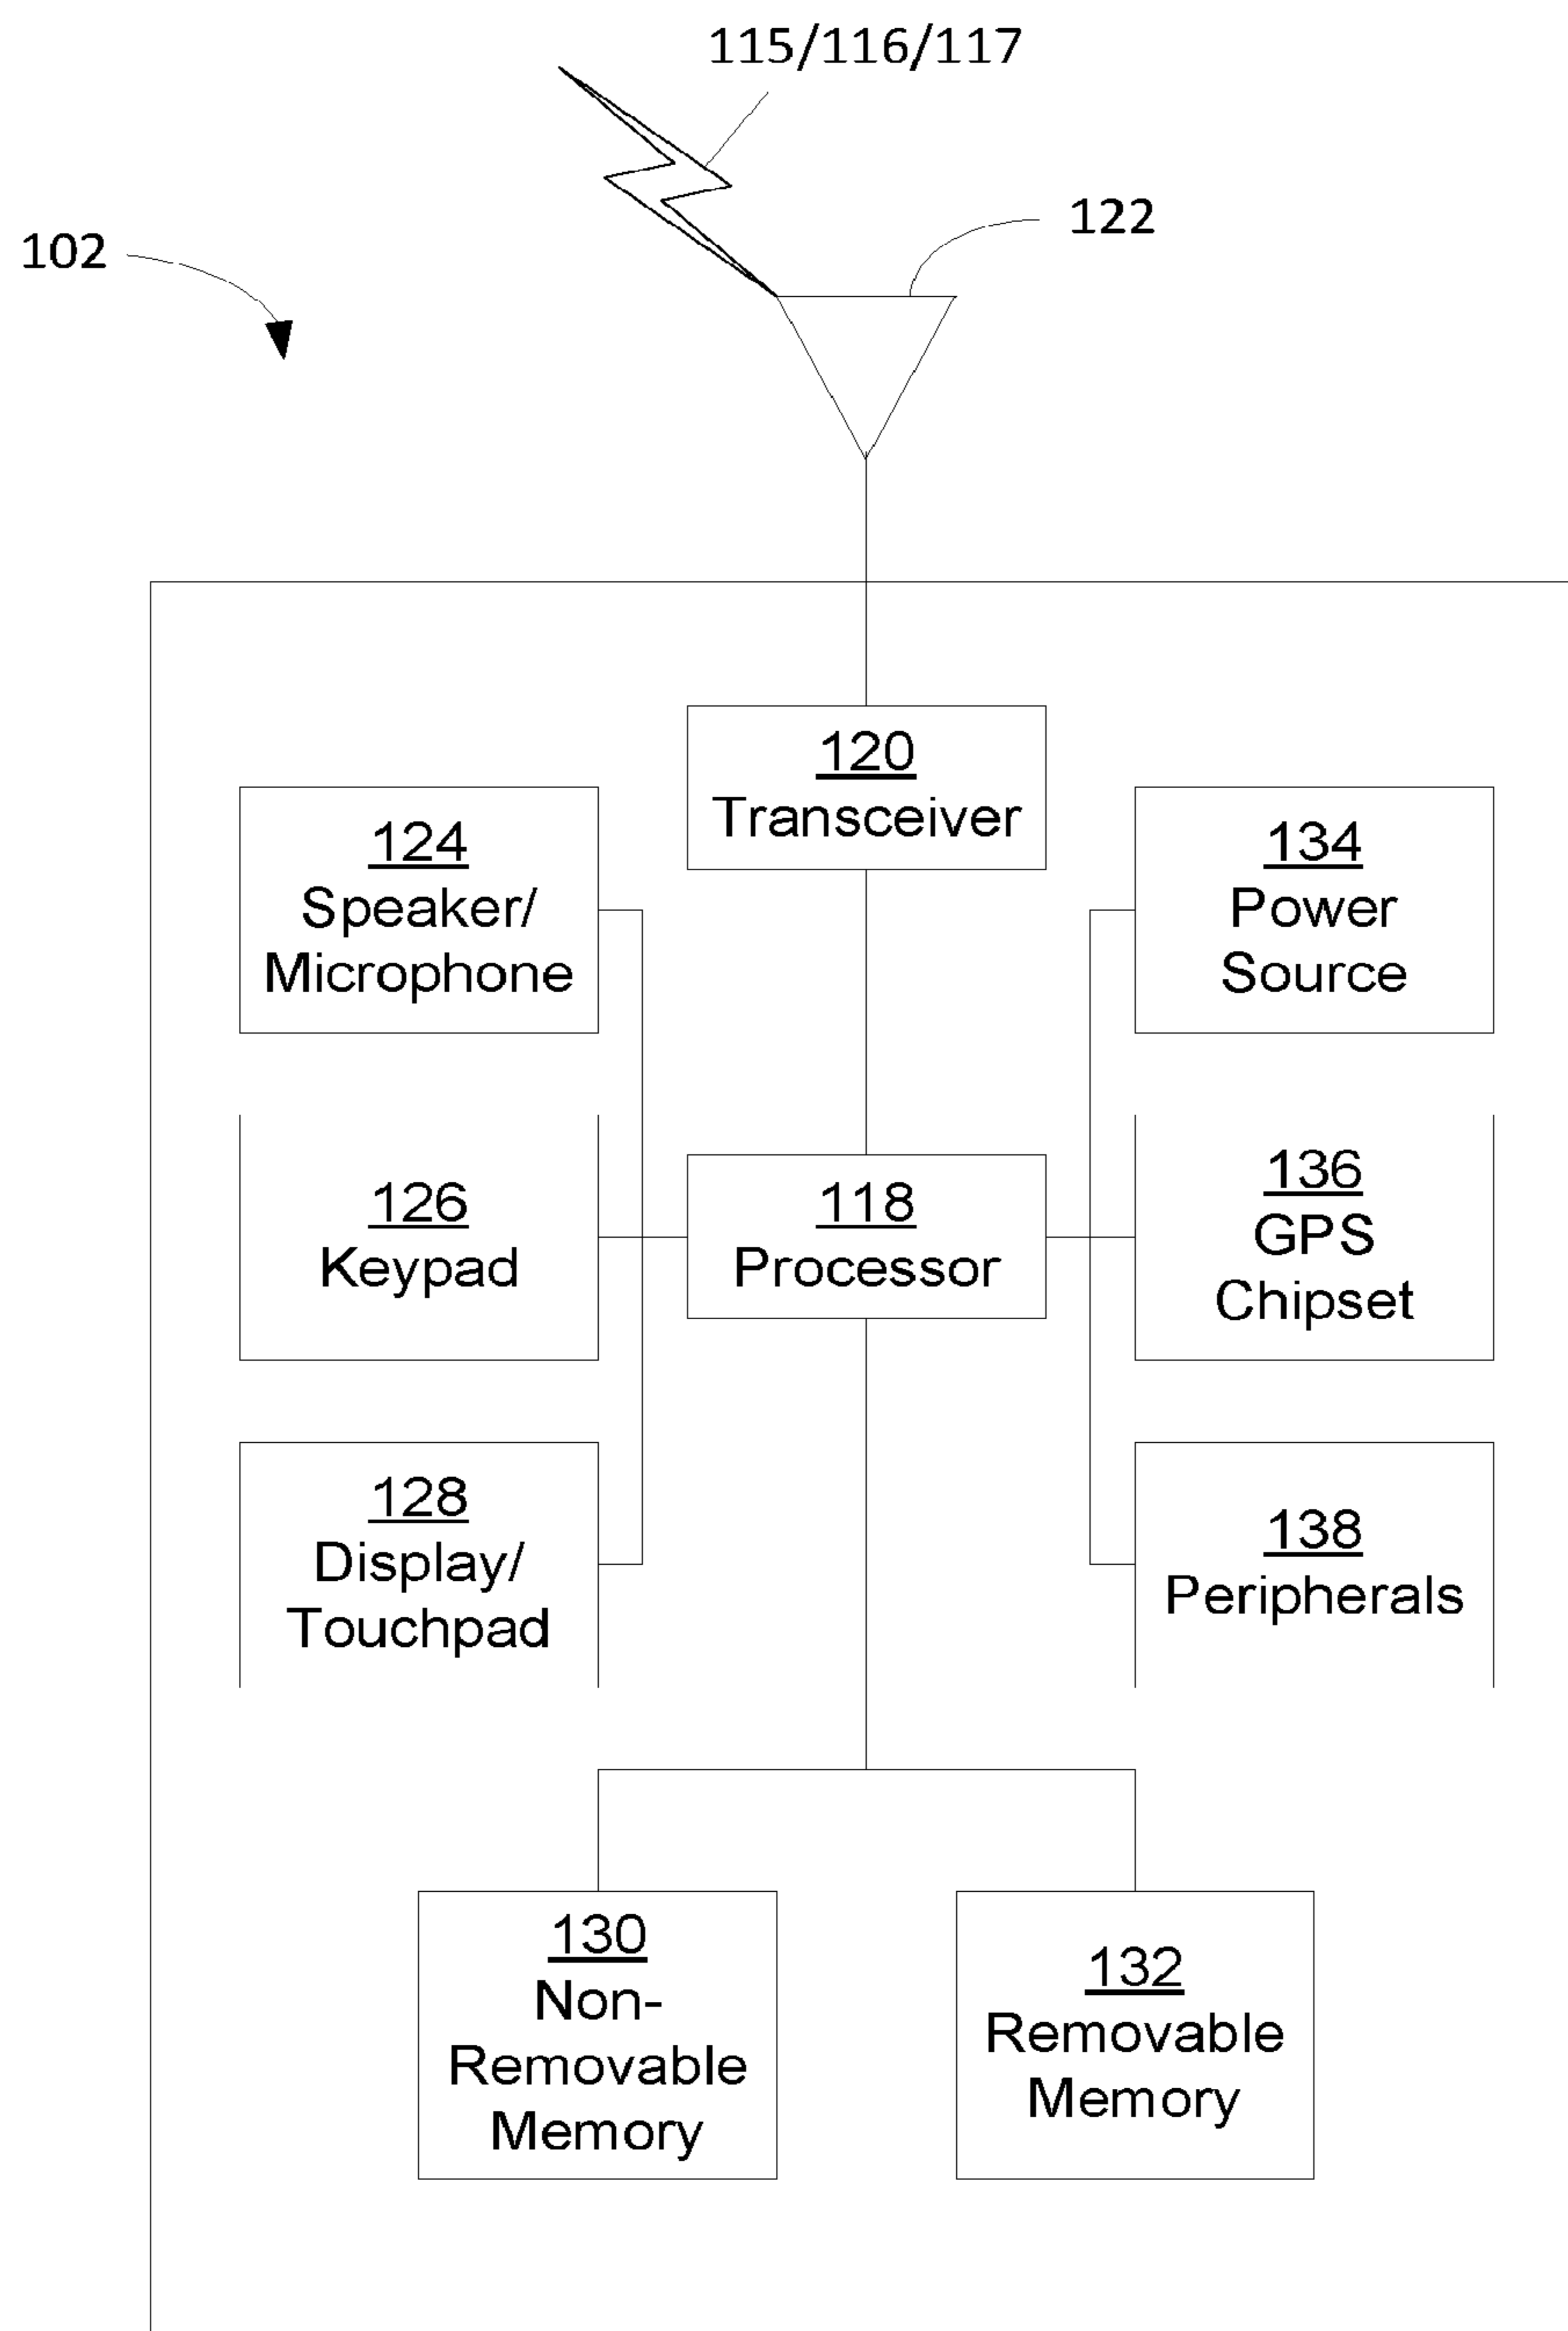 115/116/117
122
102
120
Transceiver
124
Speaker/
Microphone
134
Power
Source
126
Keypad
118
Processor
136
GPS
Chipset
128
Display/
Touchpad
138
Peripherals
130
Non-
Removable
Memory
132
Removable
Memory